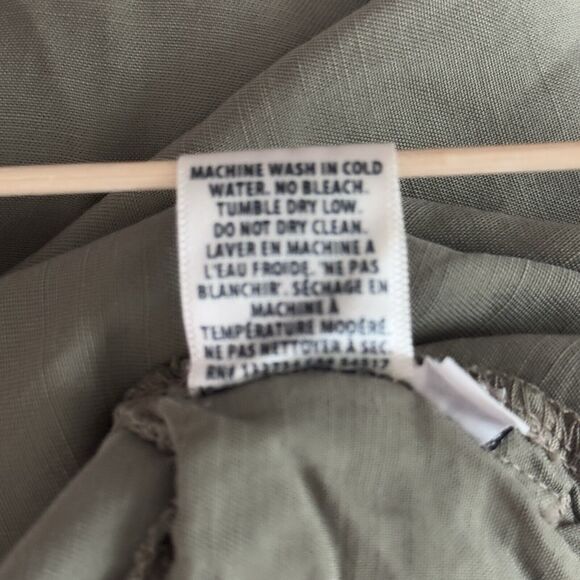 MACHINE WASH IN COLD
WATER. NO BLEACH.
TUMBLE DRY LOW.
DO NOT DRY CLEAN.
LAVER EN MACHINE A
L'EAU FROIDE. 'NE PAS
BLANCHIR'. SÉCHAGE EN
MACHINE À
TEMPÉRATURE MODÉRÉ.
NE PAS NETTOYER À SEC.
RN#